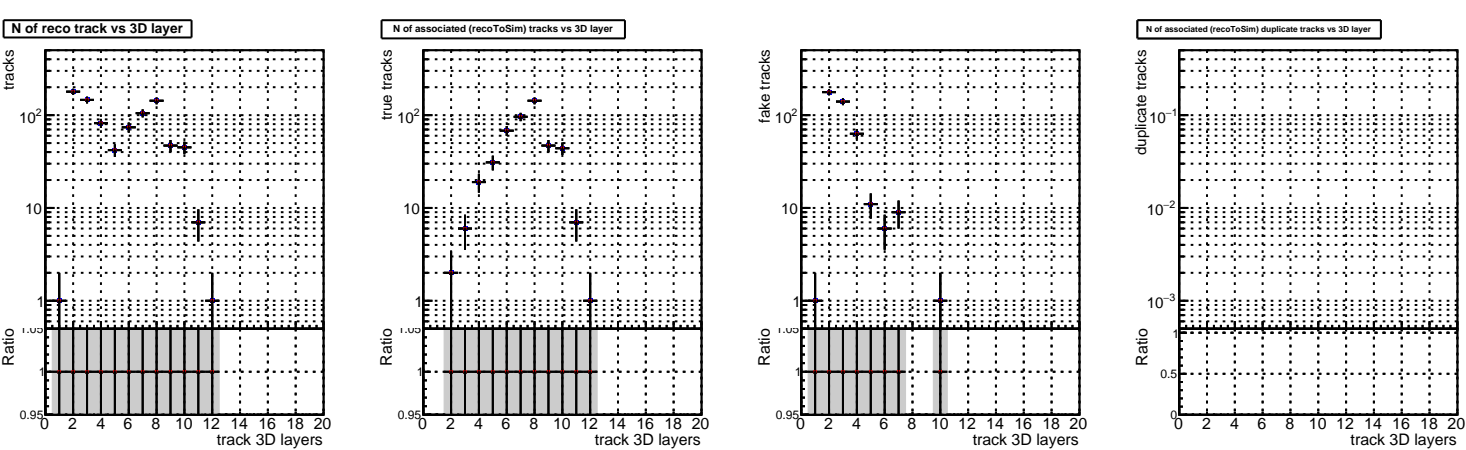 N of reco track vs 3D layer
tracks
10²
10
1
Ratio
1.05
1
0.95
0 2 4 6 8 10 12 14 16 18 20
track 3D layers
N of associated (recoToSim) tracks vs 3D layer
true tracks
10²
10
1
Ratio
1.05
1
0.95
0 2 4 6 8 10 12 14 16 18 20
track 3D layers
fake tracks
10²
10
1
Ratio
1.05
1
0.95
0 2 4 6 8 10 12 14 16 18 20
track 3D layers
N of associated (recoToSim) duplicate tracks vs 3D layer
duplicate tracks
10⁻¹
10⁻²
10⁻³
Ratio
1
0.5
0
0 2 4 6 8 10 12 14 16 18 20
track 3D layers